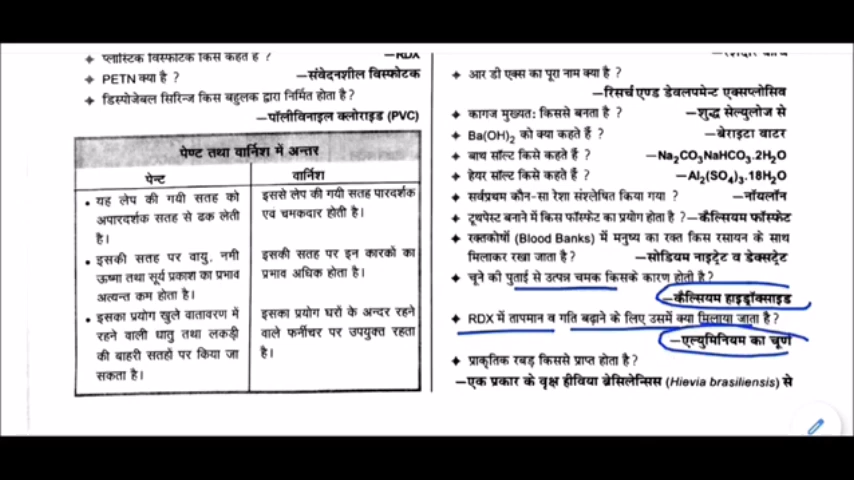 प्लास्टिक विस्फोटक किसे कहते हैं ? —RDX
PETN क्या है ? —संवेदनशील विस्फोटक
डिस्पोजेबल सिरिन्ज किस बहुलक द्वारा निर्मित होता है?
—पॉलीविनाइल क्लोराइड (PVC)
पेण्ट तथा वार्निश में अन्तर
पेन्ट
• यह लेप की गयी सतह को
अपारदर्शक सतह से ढक लेती
है।
• इसकी सतह पर वायु, नमी
ऊष्मा तथा सूर्य प्रकाश का प्रभाव
अत्यन्त कम होता है।
• इसका प्रयोग खुले वातावरण में
रहने वाली धातु तथा लकड़ी
की बाहरी सतहों पर किया जा
सकता है।
वार्निश
इससे लेप की गयी सतह पारदर्शक
एवं चमकदार होती है।
इसकी सतह पर इन कारकों का
प्रभाव अधिक होता है।
इसका प्रयोग घरों के अन्दर रहने
वाले फर्नीचर पर उपयुक्त रहता
है।
आर डी एक्स का पूरा नाम क्या है ?
—रिसर्च एण्ड डेवलपमेन्ट एक्सप्लोसिव
कागज मुख्यतः किससे बनता है ? —शुद्ध सेल्युलोज से
Ba(OH)₂ को क्या कहते हैं ? —बेराइटा वाटर
बाथ सॉल्ट किसे कहते हैं ? —Na₂CO₃NaHCO₃.2H₂O
हेयर सॉल्ट किसे कहते हैं ? —Al₂(SO₄)₃.18H₂O
सर्वप्रथम कौन-सा रेशा संश्लेषित किया गया ? —नॉयलॉन
टूथपेस्ट बनाने में किस फॉस्फेट का प्रयोग होता है ?—कैल्सियम फॉस्फेट
रक्तकोषों (Blood Banks) में मनुष्य का रक्त किस रसायन के साथ
मिलाकर रखा जाता है ? —सोडियम नाइट्रेट व डेक्सट्रेट
चूने की पुताई से उत्पन्न चमक किसके कारण होती है ?
—कैल्सियम हाइड्रॉक्साइड
RDX में तापमान व गति बढ़ाने के लिए उसमें क्या मिलाया जाता है ?
—एल्युमिनियम का चूर्ण
प्राकृतिक रबड़ किससे प्राप्त होता है ?
—एक प्रकार के वृक्ष हीविया ब्रेसिलेन्सिस (Hievia brasiliensis) से